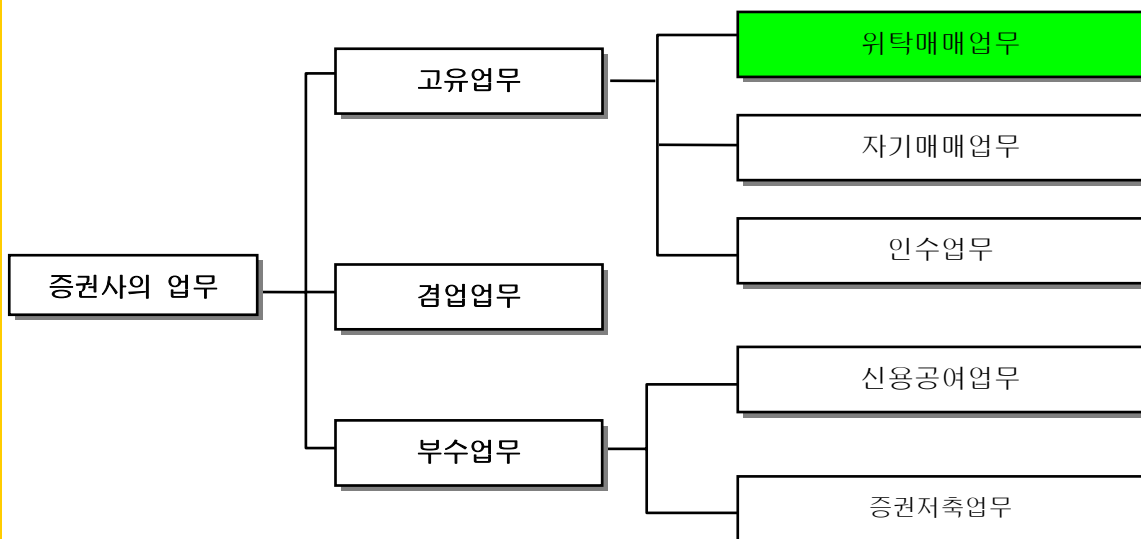 증권사의 업무
고유업무
위탁매매업무
자기매매업무
인수업무
겸업업무
부수업무
신용공여업무
증권저축업무